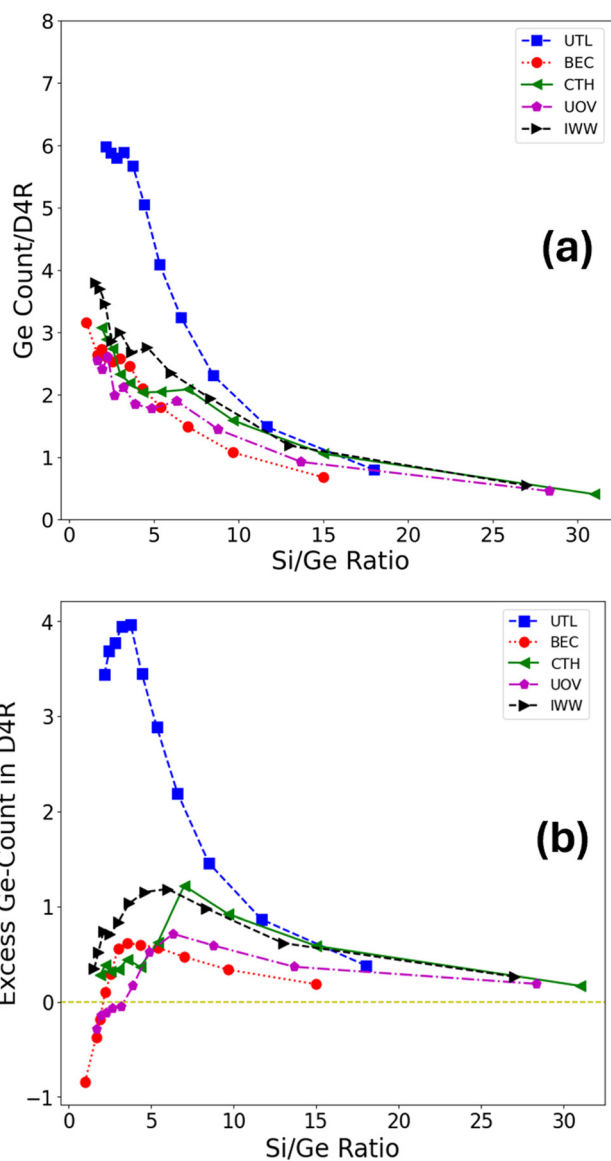 8
7
6
5
4
3
2
1
0
Ge Count/D4R
UTL
BEC
CTH
UOV
IWW
(a)
0 5 10 15 20 25 30
Si/Ge Ratio
4
3
2
1
0
−1
Excess Ge-Count in D4R
UTL
BEC
CTH
UOV
IWW
(b)
0 5 10 15 20 25 30
Si/Ge Ratio